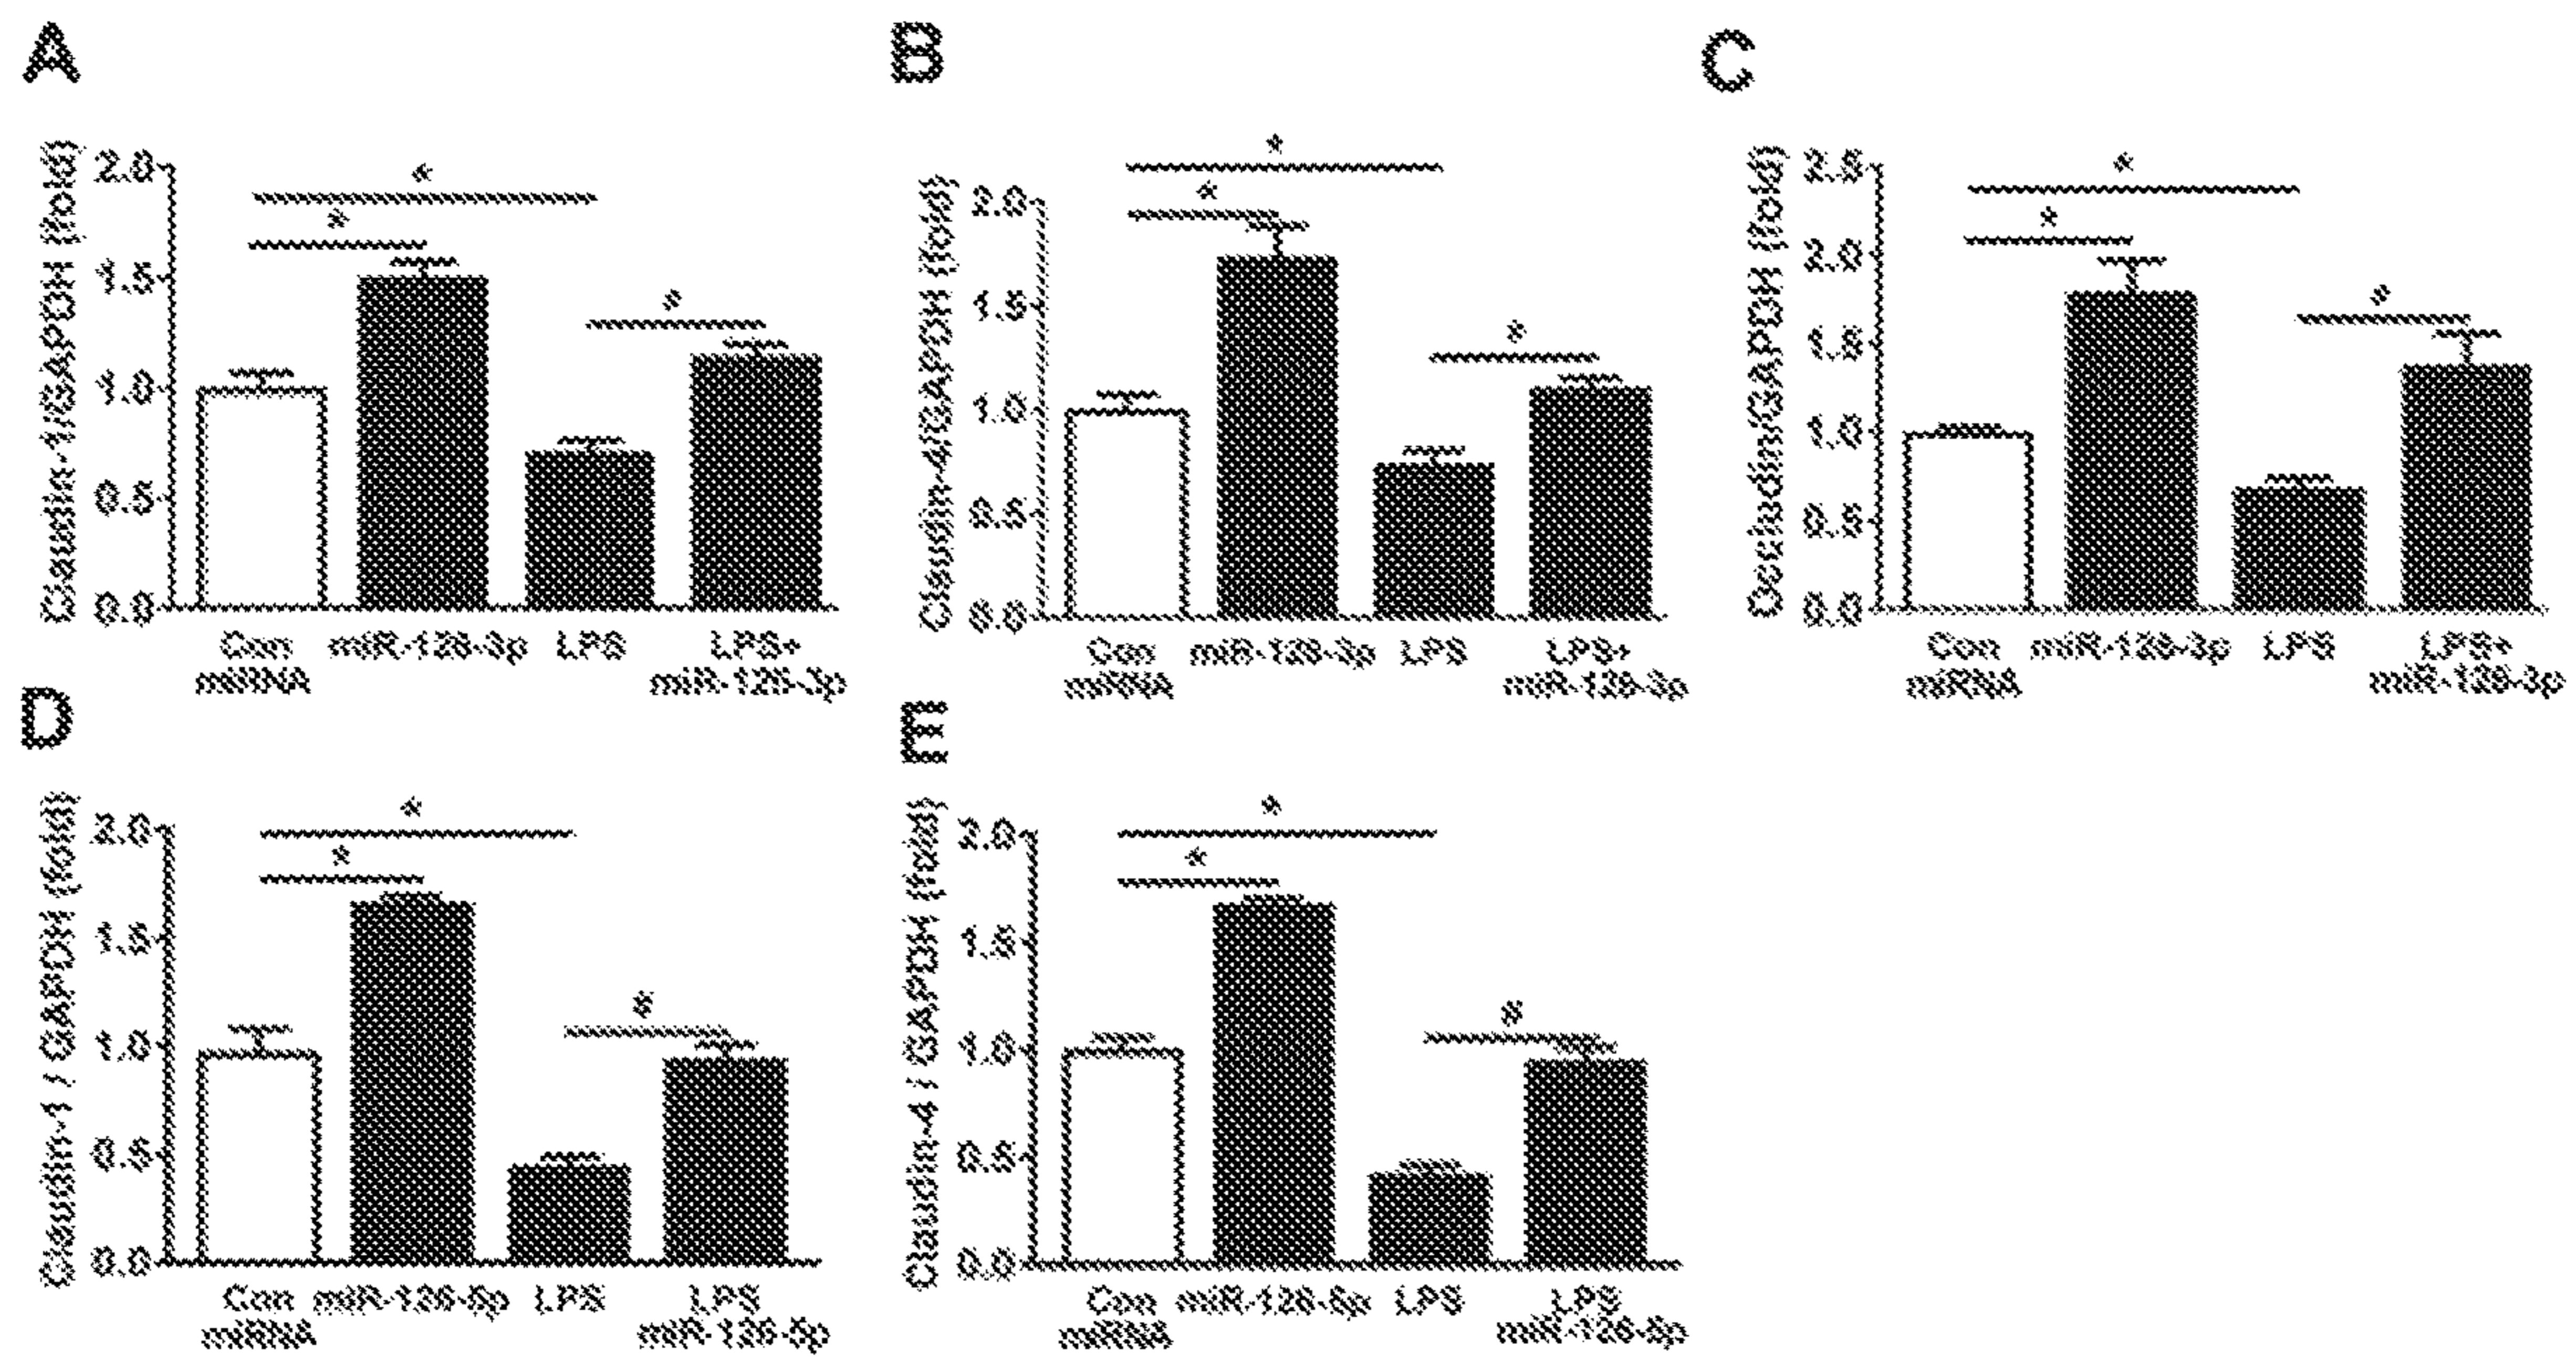 A
Claudin-1/GAPDH (fold)
2.0
1.5
1.0
0.5
0.0
*
*
#
Con
miRNA
miR-126-3p
LPS
LPS+
miR-126-3p
B
Claudin-4/GAPDH (fold)
2.0
1.5
1.0
0.5
0.0
*
*
#
Con
miRNA
miR-126-3p
LPS
LPS+
miR-126-3p
C
Occludin/GAPDH (fold)
2.5
2.0
1.5
1.0
0.5
0.0
*
*
#
Con
miRNA
miR-126-3p
LPS
LPS+
miR-126-3p
D
Claudin-1 / GAPDH (fold)
2.0
1.5
1.0
0.5
0.0
*
*
#
Con
miRNA
miR-126-5p
LPS
LPS
miR-126-5p
E
Claudin-4 / GAPDH (fold)
2.0
1.5
1.0
0.5
0.0
*
*
#
Con
miRNA
miR-126-5p
LPS
LPS
miR-126-5p